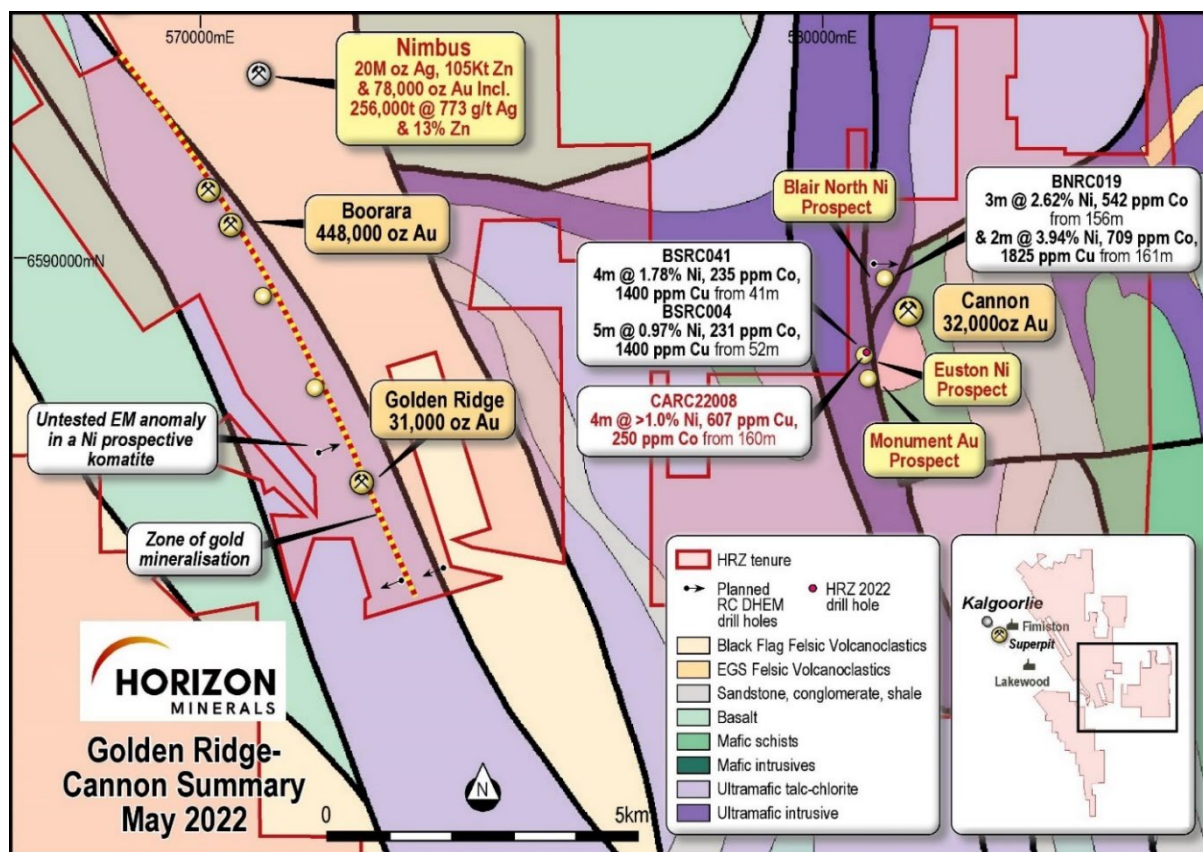 570000mE
580000mE
Nimbus
20M oz Ag, 105Kt Zn
& 78,000 oz Au Incl.
256,000t @ 773 g/t Ag
& 13% Zn
Boorara
448,000 oz Au
6590000mN
Blair North Ni
Prospect
BNRC019
3m @ 2.62% Ni, 542 ppm Co
from 156m
& 2m @ 3.94% Ni, 709 ppm Co,
1825 ppm Cu from 161m
BSRC041
4m @ 1.78% Ni, 235 ppm Co,
1400 ppm Cu from 41m
BSRC004
5m @ 0.97% Ni, 231 ppm Co,
1400 ppm Cu from 52m
Cannon
32,000oz Au
Euston Ni
Prospect
CARC22008
4m @ >1.0% Ni, 607 ppm Cu,
250 ppm Co from 160m
Monument Au
Prospect
Golden Ridge
31,000 oz Au
Untested EM anomaly
in a Ni prospective
komatite
Zone of gold
mineralisation
HORIZON
MINERALS
Golden Ridge-
Cannon Summary
May 2022
N
0
5km
HRZ tenure
Planned
RC DHEM
drill holes
HRZ 2022
drill hole
Black Flag Felsic Volcanoclastics
EGS Felsic Volcanoclastics
Sandstone, conglomerate, shale
Basalt
Mafic schists
Mafic intrusives
Ultramafic talc-chlorite
Ultramafic intrusive
Kalgoorlie
Fimiston
Superpit
Lakewood